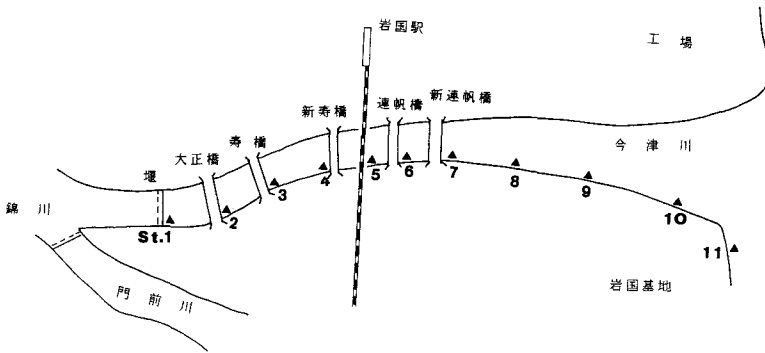 岩国駅
工場
新寿橋
連帆橋
新連帆橋
寿橋
大正橋
今津川
堰
錦川
St.1
2
3
4
5
6
7
8
9
10
11
門前川
岩国基地